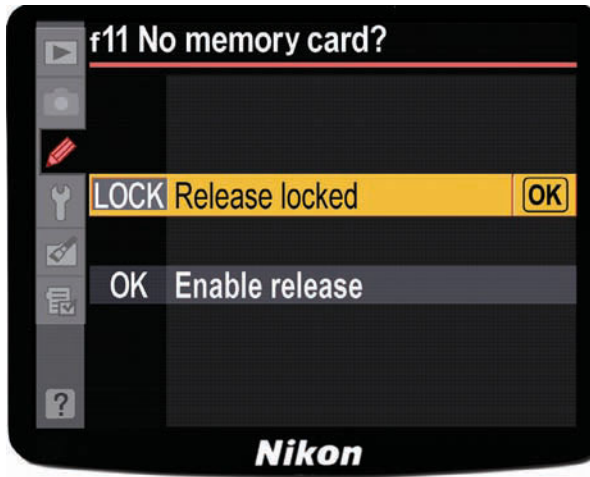 f11 No memory card?
LOCK Release locked OK
OK Enable release
?
Nikon